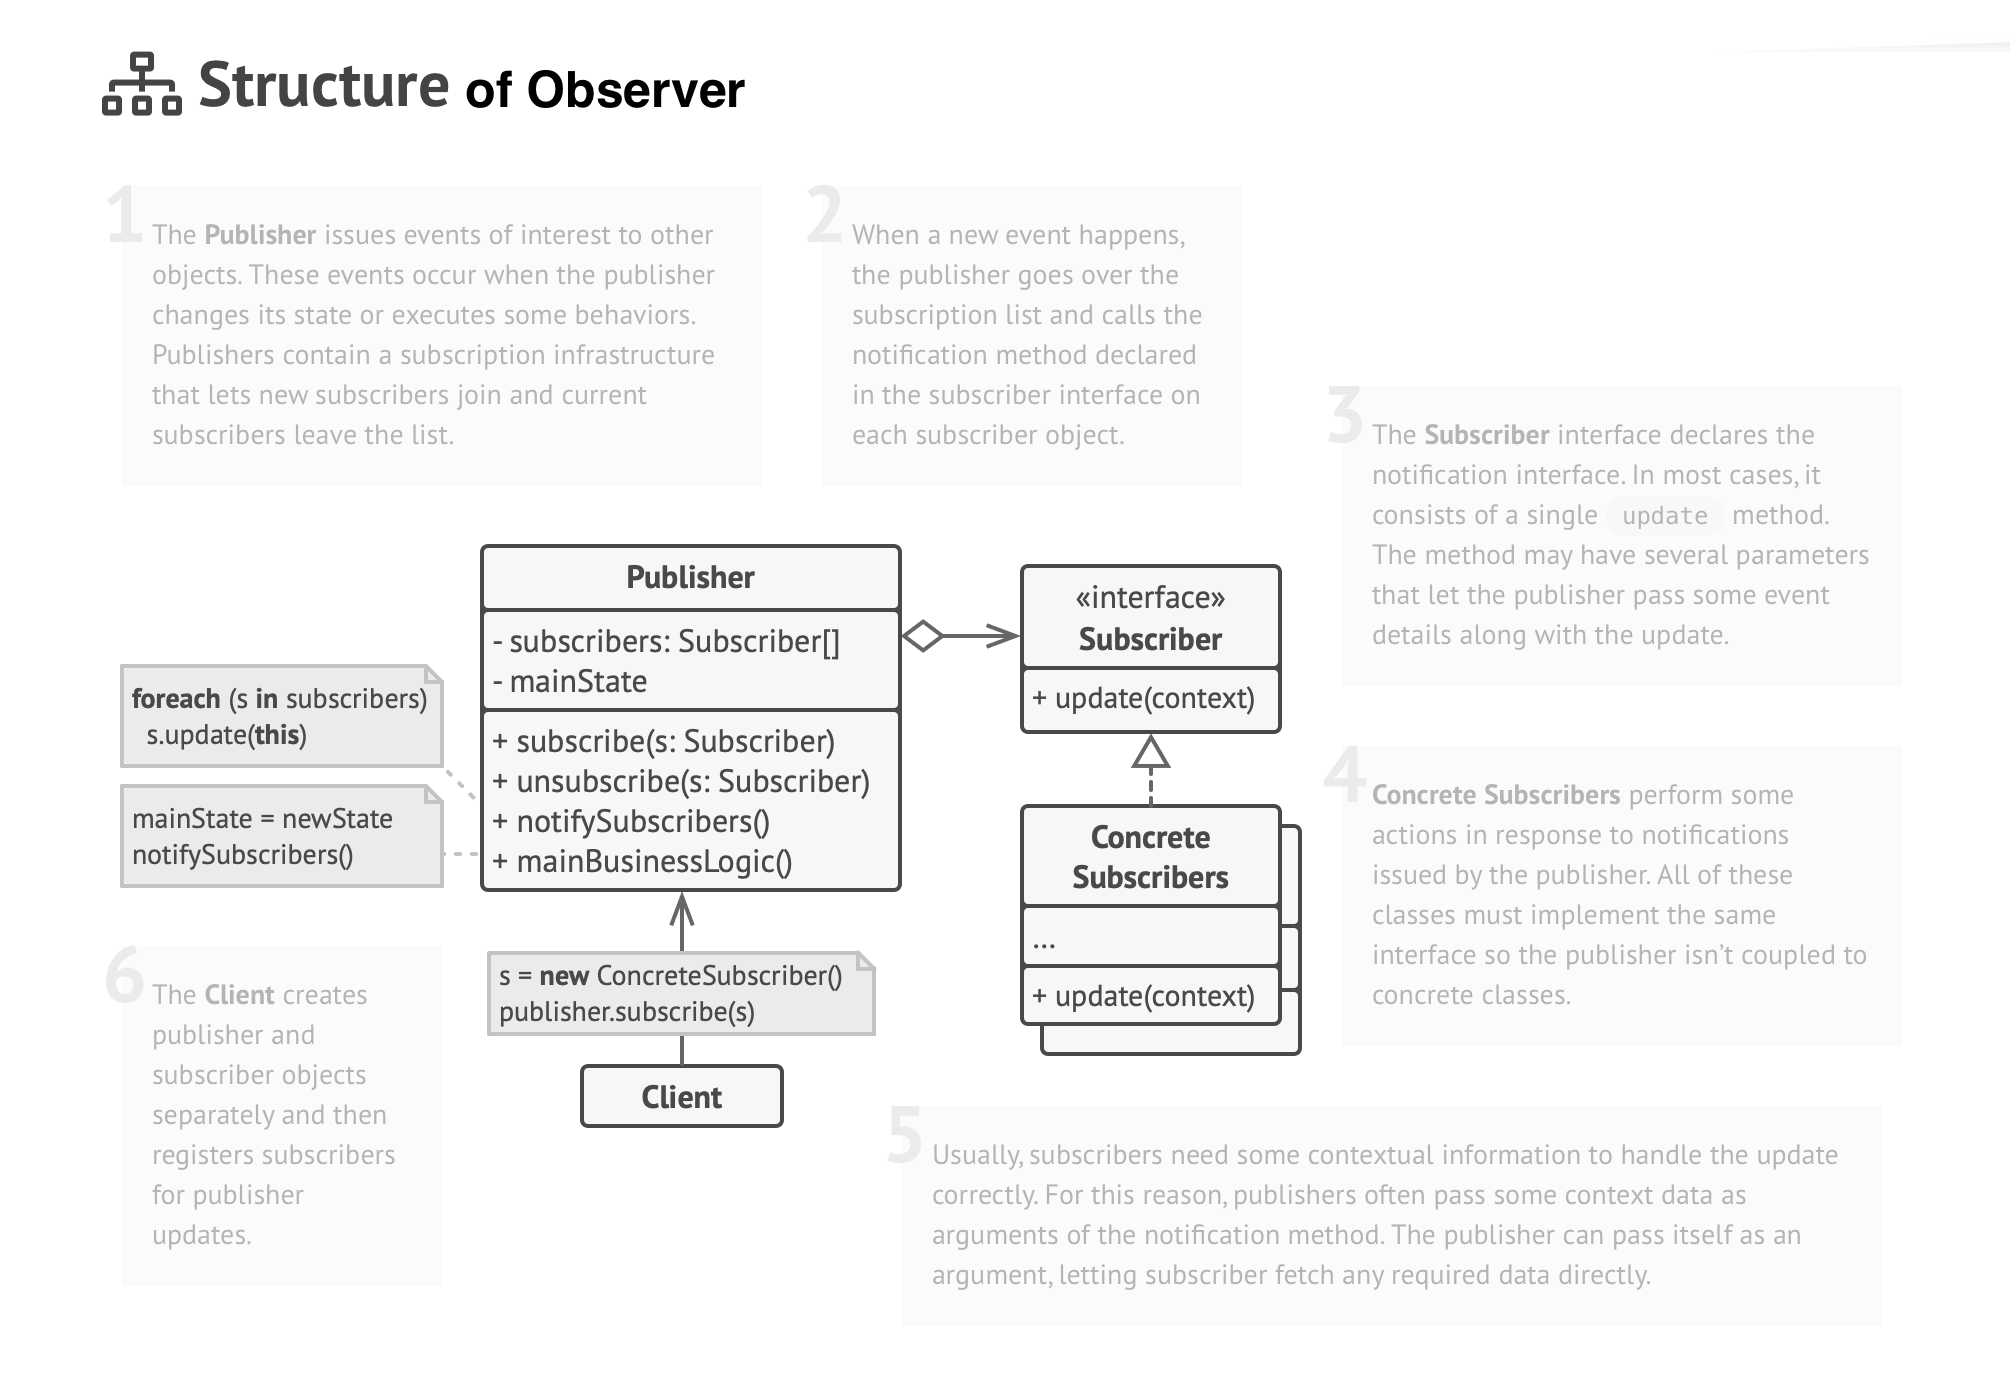 Structure of Observer
1
The Publisher issues events of interest to other
objects. These events occur when the publisher
changes its state or executes some behaviors.
Publishers contain a subscription infrastructure
that lets new subscribers join and current
subscribers leave the list.
2
When a new event happens,
the publisher goes over the
subscription list and calls the
notification method declared
in the subscriber interface on
each subscriber object.
3
The Subscriber interface declares the
notification interface. In most cases, it
consists of a single update method.
The method may have several parameters
that let the publisher pass some event
details along with the update.
Publisher
- subscribers: Subscriber[]
- mainState
+ subscribe(s: Subscriber)
+ unsubscribe(s: Subscriber)
+ notifySubscribers()
+ mainBusinessLogic()
«interface»
Subscriber
+ update(context)
foreach (s in subscribers)
s.update(this)
mainState = newState
notifySubscribers()
4
Concrete Subscribers perform some
actions in response to notifications
issued by the publisher. All of these
classes must implement the same
interface so the publisher isn’t coupled to
concrete classes.
Concrete
Subscribers
...
+ update(context)
s = new ConcreteSubscriber()
publisher.subscribe(s)
Client
6
The Client creates
publisher and
subscriber objects
separately and then
registers subscribers
for publisher
updates.
5
Usually, subscribers need some contextual information to handle the update
correctly. For this reason, publishers often pass some context data as
arguments of the notification method. The publisher can pass itself as an
argument, letting subscriber fetch any required data directly.